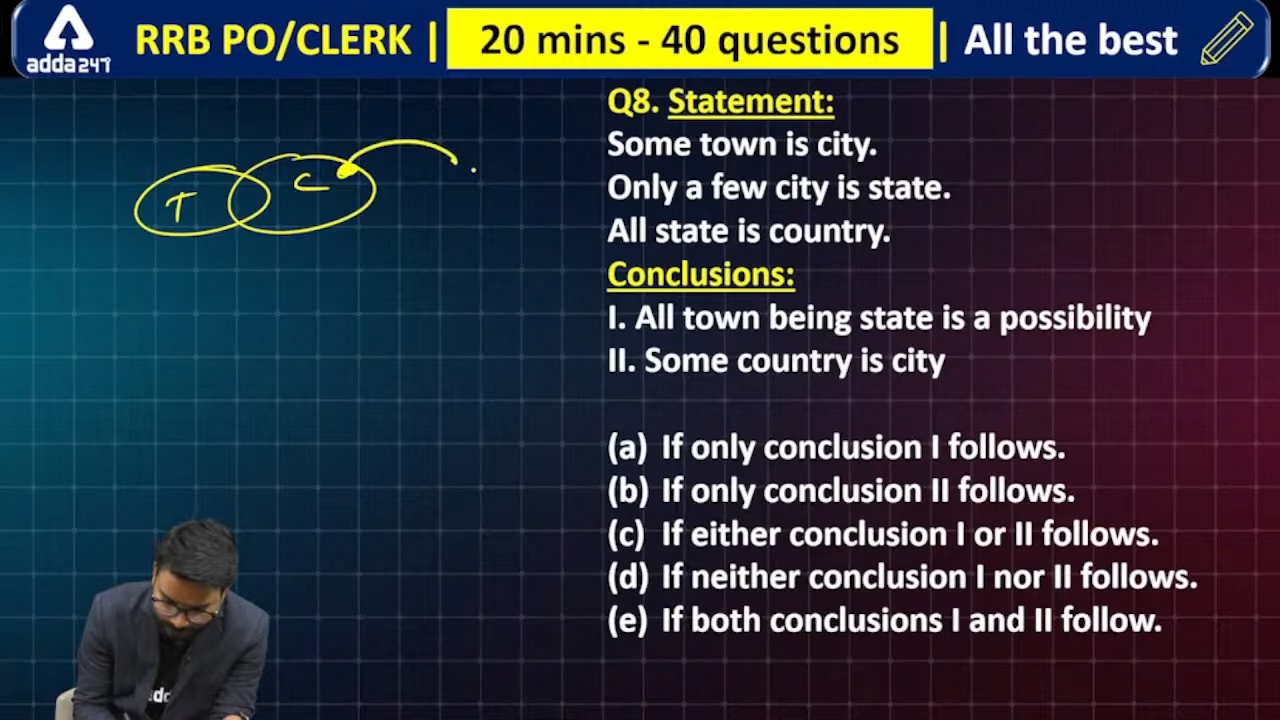 adda247
RRB PO/CLERK | 20 mins - 40 questions | All the best
Q8. Statement:
Some town is city.
Only a few city is state.
All state is country.
Conclusions:
I. All town being state is a possibility
II. Some country is city
(a) If only conclusion I follows.
(b) If only conclusion II follows.
(c) If either conclusion I or II follows.
(d) If neither conclusion I nor II follows.
(e) If both conclusions I and II follow.
T C